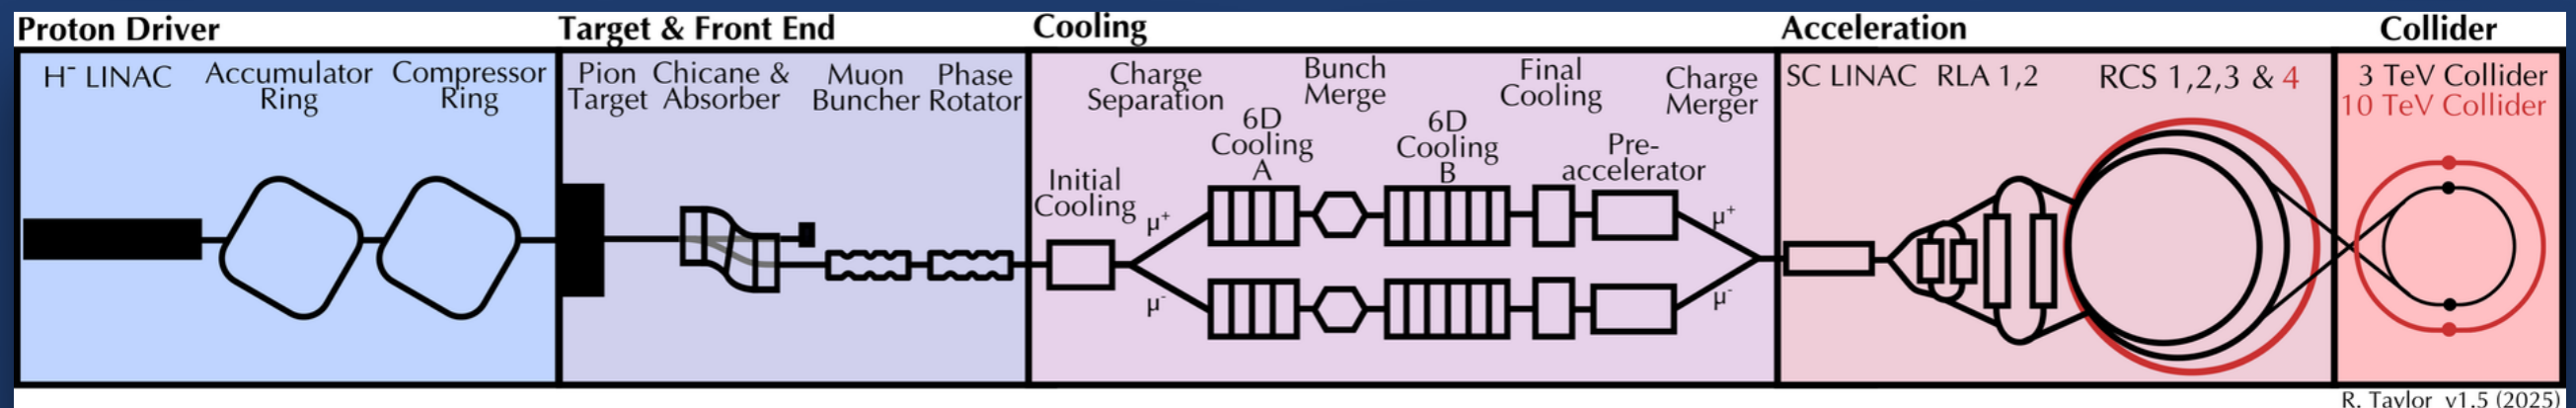 Proton Driver
Target & Front End
Cooling
Acceleration
Collider
H⁻ LINAC
Accumulator
Ring
Compressor
Ring
Pion
Target
Chicane &
Absorber
Muon
Buncher
Phase
Rotator
Initial
Cooling
Charge
Separation
6D
Cooling
A
Bunch
Merge
6D
Cooling
B
Final
Cooling
Pre-
accelerator
Charge
Merger
μ⁺
μ⁻
μ⁺
μ⁻
SC LINAC
RLA 1,2
RCS 1,2,3 & 4
3 TeV Collider
10 TeV Collider
R. Taylor v1.5 (2025)